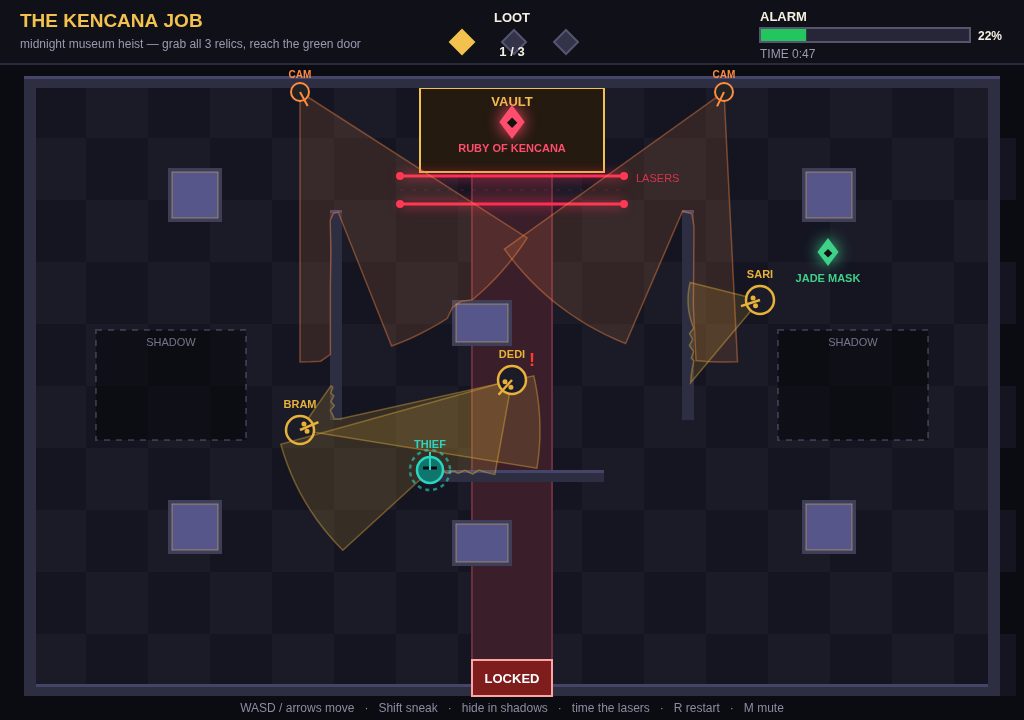 THE KENCANA JOB
midnight museum heist — grab all 3 relics, reach the green door
LOOT
1 / 3
ALARM
22%
TIME 0:47
CAM
CAM
VAULT
RUBY OF KENCANA
LASERS
SARI
JADE MASK
SHADOW
SHADOW
DEDI !
BRAM
THIEF
LOCKED
WASD / arrows move · Shift sneak · hide in shadows · time the lasers · R restart · M mute